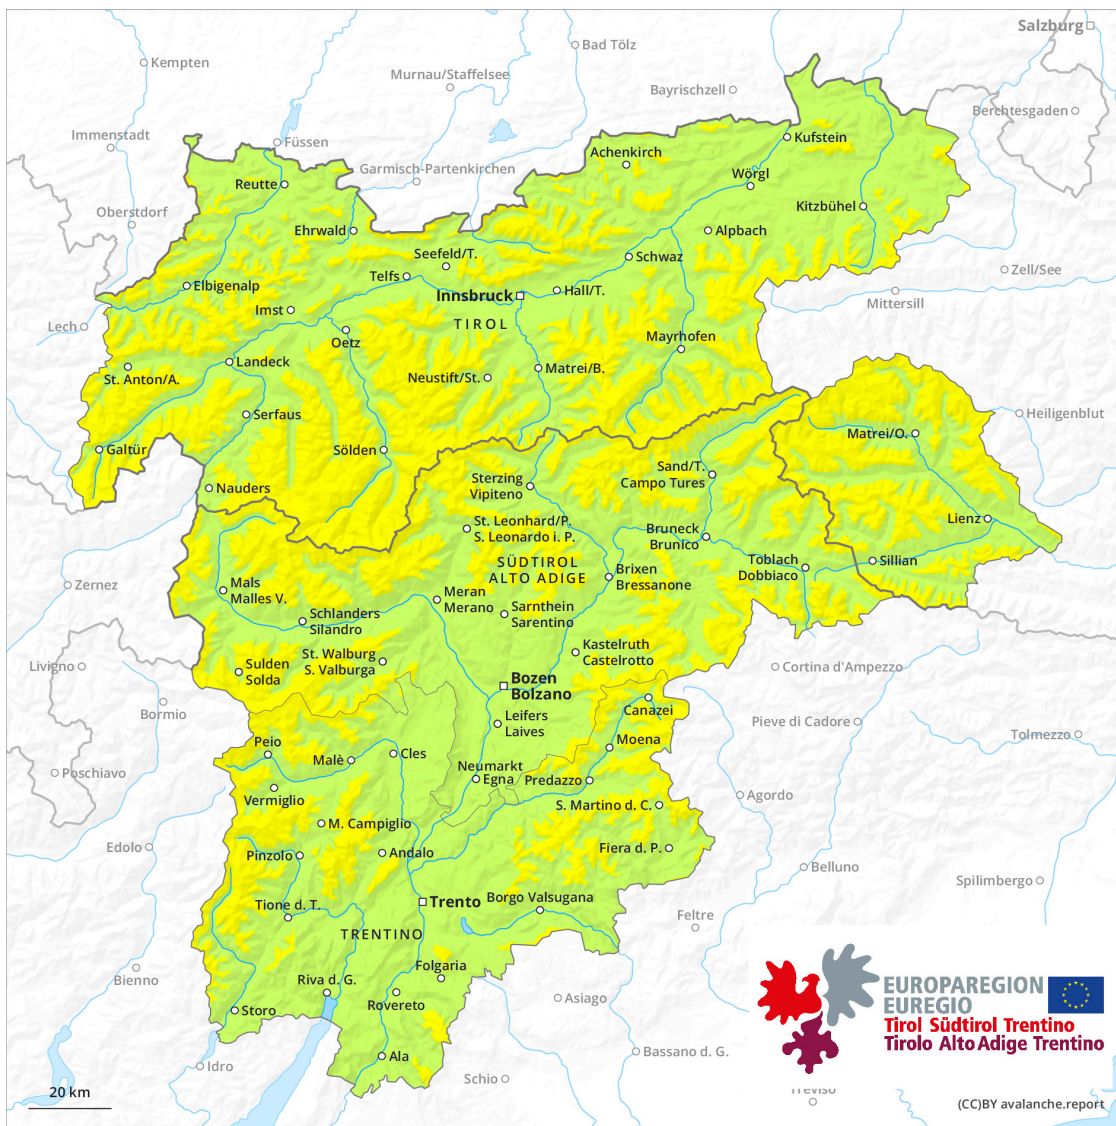 Salzburg
Bad Tölz
Kempten
Murnau/Staffelsee
Bayrischzell
Berchtesgaden
Immenstadt
Füssen
Kufstein
Achenkirch
Garmisch-Partenkirchen
Wörgl
Reutte
Oberstdorf
Kitzbühel
Ehrwald
Alpbach
Seefeld/T.
Schwaz
Telfs
Zell/See
Elbigenalp
Innsbruck
Hall/T.
Mittersill
Imst
TIROL
Lech
Oetz
Mayrhofen
Landeck
Matrei/B.
St. Anton/A.
Neustift/St.
Serfaus
Heiligenblut
Matrei/O.
Galtür
Sölden
Sand/T.
Campo Tures
Sterzing
Vipiteno
Nauders
Lienz
St. Leonhard/P.
S. Leonardo i. P.
Bruneck
Brunico
SÜDTIROL
ALTO ADIGE
Toblach
Dobbiaco
Sillian
Brixen
Bressanone
Zernez
Mals
Malles V.
Meran
Merano
Schlanders
Silandro
Sarnthein
Sarentino
Kastelruth
Castelrotto
St. Walburg
S. Valburga
Livigno
Sulden
Solda
Cortina d'Ampezzo
Bozen
Bolzano
Bormio
Canazei
Leifers
Laives
Pieve di Cadore
Tolmezzo
Moena
Peio
Cles
Malè
Poschiavo
Neumarkt
Egna
Predazzo
Vermiglio
Agordo
S. Martino d. C.
M. Campiglio
Edolo
Pinzolo
Andalo
Fiera d. P.
Belluno
Spilimbergo
Trento
Borgo Valsugana
Tione d. T.
Feltre
TRENTINO
Folgaria
Bienno
Riva d. G.
Rovereto
Asiago
Storo
EUROPAREGION
EUREGIO
Tirol Südtirol Trentino
Tirolo Alto Adige Trentino
Ala
Bassano d. G.
Idro
Schio
Treviso
20 km
(CC)BY avalanche.report